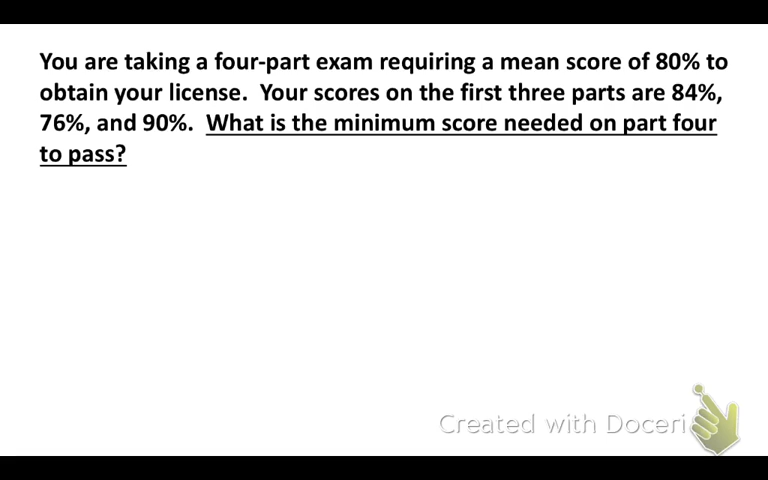 You are taking a four-part exam requiring a mean score of 80% to
obtain your license.  Your scores on the first three parts are 84%,
76%, and 90%.  What is the minimum score needed on part four
to pass?
Created with Doceri